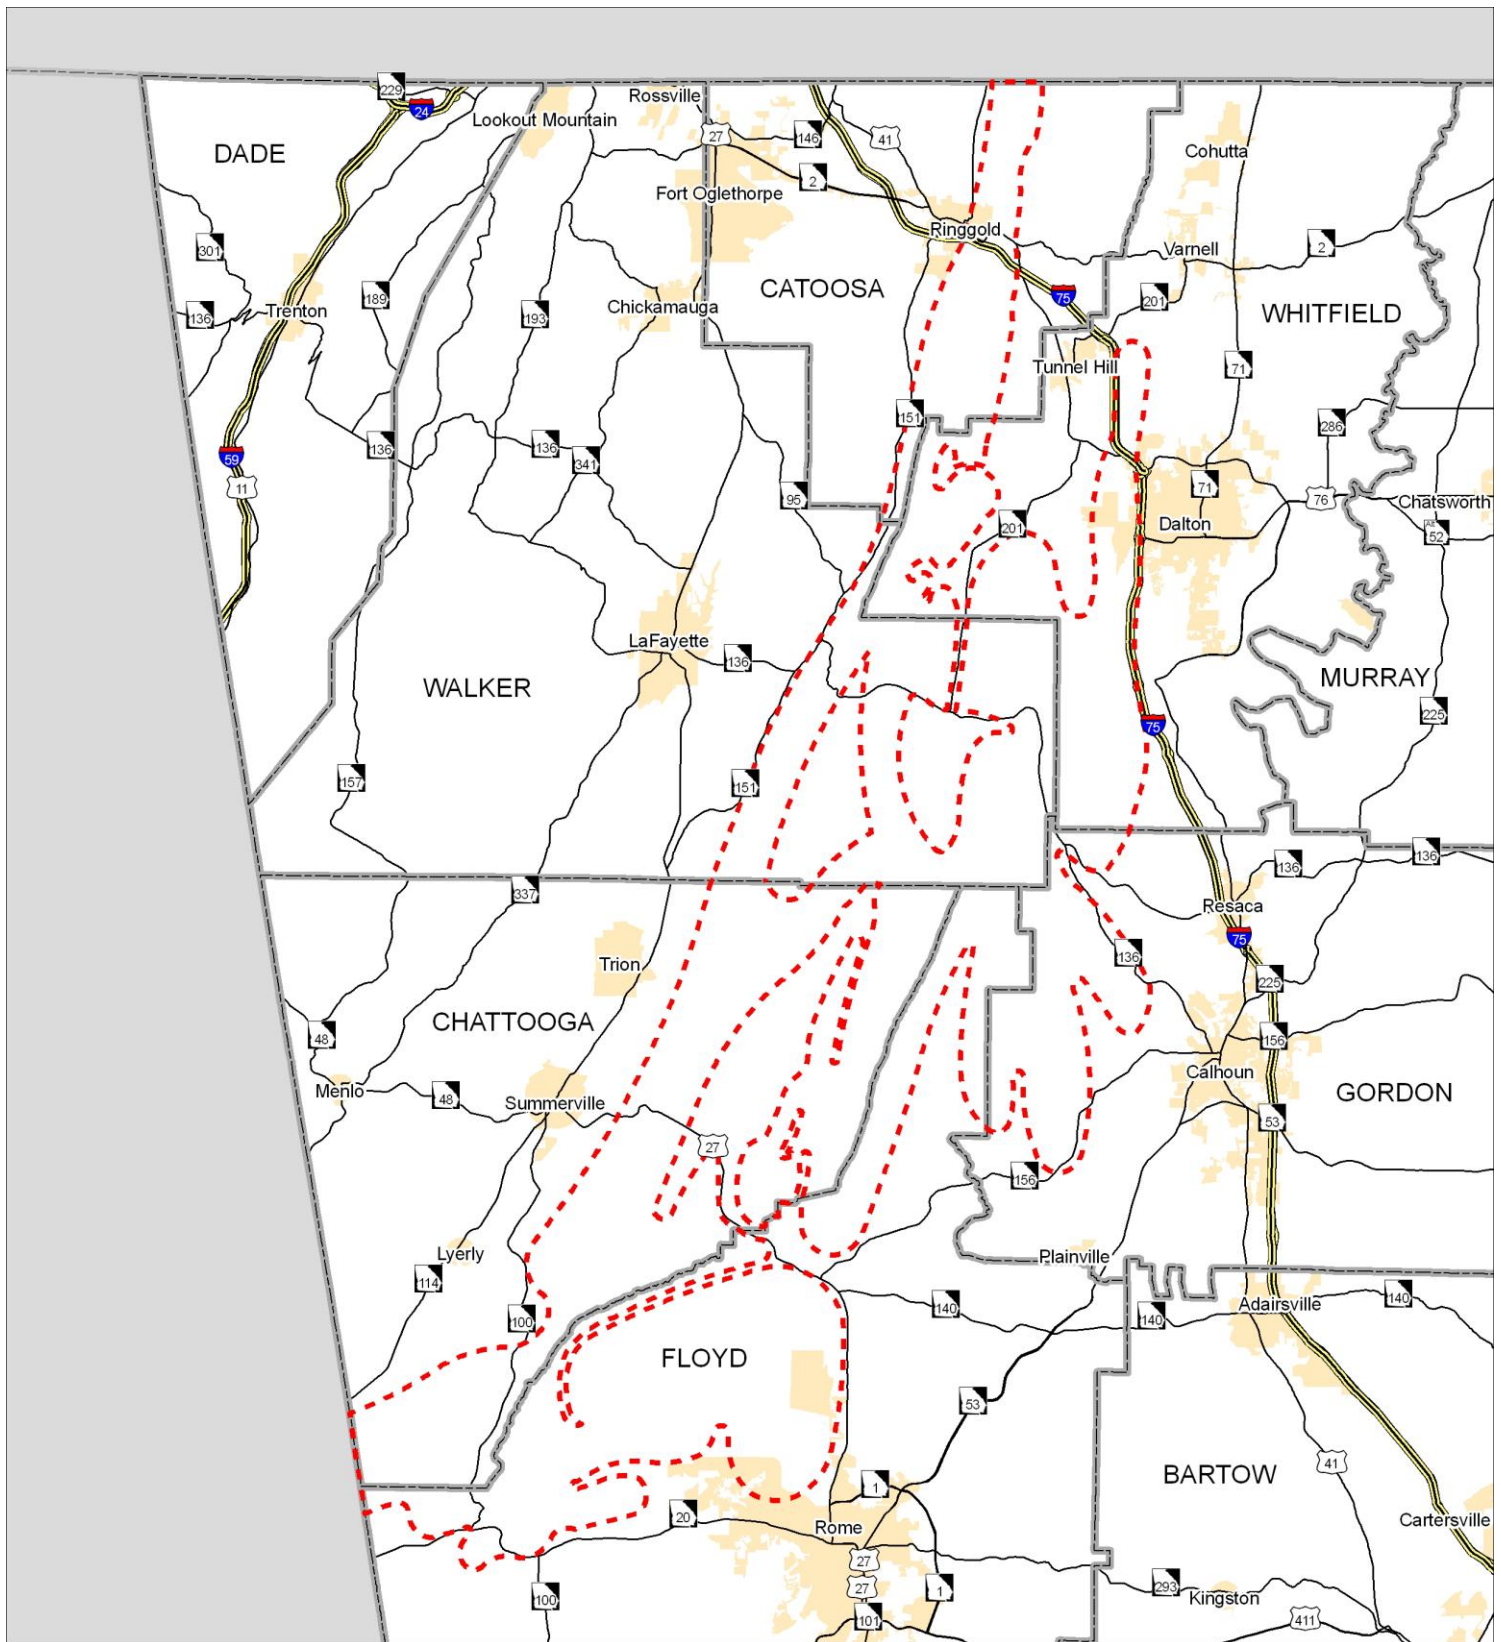 229
24
Rossville
Lookout Mountain
27
146
41
DADE
Cohutta
2
Fort Oglethorpe
Ringgold
301
Varnell
2
189
CATOOSA
75
201
136
Trenton
193
Chickamauga
WHITFIELD
Tunnel Hill
71
151
286
136
136
59
341
11
95
71
76
Chatsworth
201
Dalton
Alt
52
LaFayette
136
WALKER
MURRAY
225
75
157
151
136
136
337
Resaca
75
136
Trion
225
CHATTOOGA
48
156
Calhoun
Menlo
48
Summerville
GORDON
53
27
156
Lyerly
Plainville
114
140
140
Adairsville
140
100
FLOYD
53
41
BARTOW
1
20
Rome
Cartersville
27
27
1
293
Kingston
100
101
411